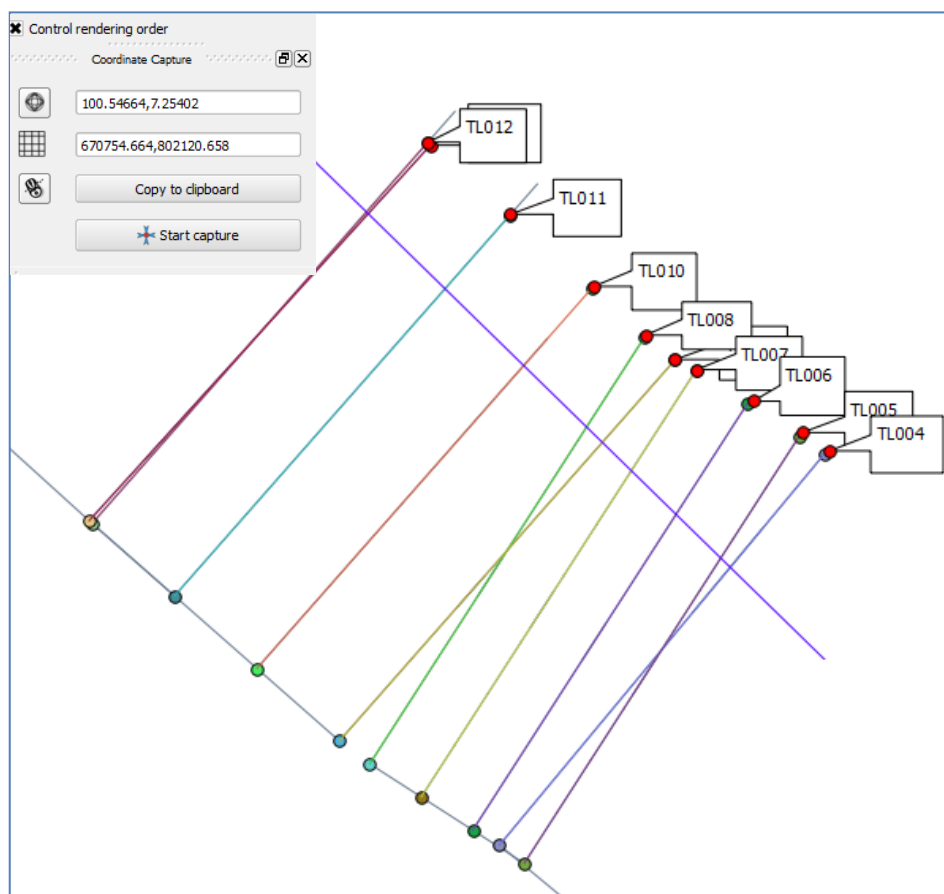 Control rendering order
Coordinate Capture
100.54664,7.25402
670754.664,802120.658
Copy to clipboard
Start capture
TL012
TL011
TL010
TL008
TL007
TL006
TL005
TL004